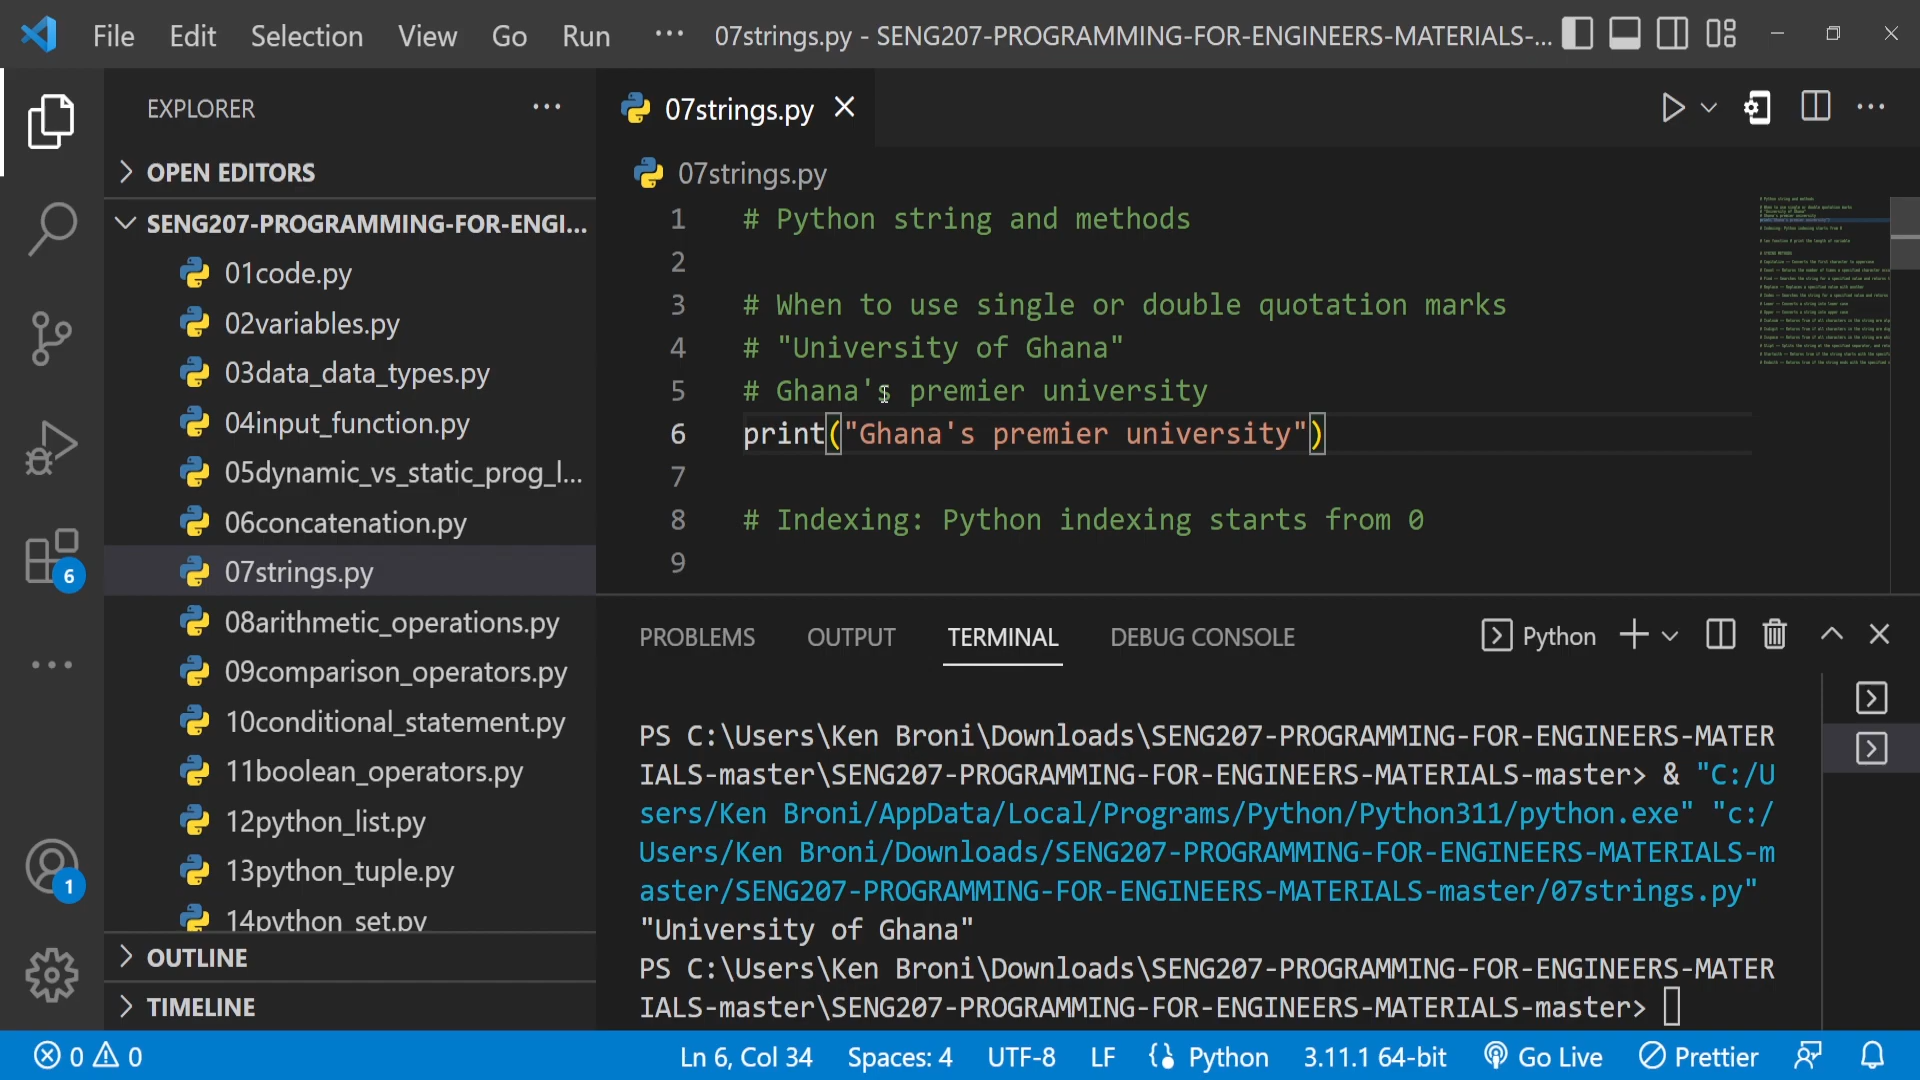 File Edit Selection View Go Run ··· 07strings.py - SENG207-PROGRAMMING-FOR-ENGINEERS-MATERIALS-...
EXPLORER
OPEN EDITORS
SENG207-PROGRAMMING-FOR-ENGI...
01code.py
02variables.py
03data_data_types.py
04input_function.py
05dynamic_vs_static_prog_l...
06concatenation.py
07strings.py
08arithmetic_operations.py
09comparison_operators.py
10conditional_statement.py
11boolean_operators.py
12python_list.py
13python_tuple.py
14python_set.py
OUTLINE
TIMELINE
6
1
07strings.py
07strings.py
1 # Python string and methods
2
3 # When to use single or double quotation marks
4 # "University of Ghana"
5 # Ghana's premier university
6 print("Ghana's premier university")
7
8 # Indexing: Python indexing starts from 0
9
PROBLEMS OUTPUT TERMINAL DEBUG CONSOLE Python
PS C:\Users\Ken Broni\Downloads\SENG207-PROGRAMMING-FOR-ENGINEERS-MATER
IALS-master\SENG207-PROGRAMMING-FOR-ENGINEERS-MATERIALS-master> & "C:/U
sers/Ken Broni/AppData/Local/Programs/Python/Python311/python.exe" "c:/
Users/Ken Broni/Downloads/SENG207-PROGRAMMING-FOR-ENGINEERS-MATERIALS-m
aster/SENG207-PROGRAMMING-FOR-ENGINEERS-MATERIALS-master/07strings.py"
"University of Ghana"
PS C:\Users\Ken Broni\Downloads\SENG207-PROGRAMMING-FOR-ENGINEERS-MATER
IALS-master\SENG207-PROGRAMMING-FOR-ENGINEERS-MATERIALS-master>
0 0 Ln 6, Col 34 Spaces: 4 UTF-8 LF Python 3.11.1 64-bit Go Live Prettier